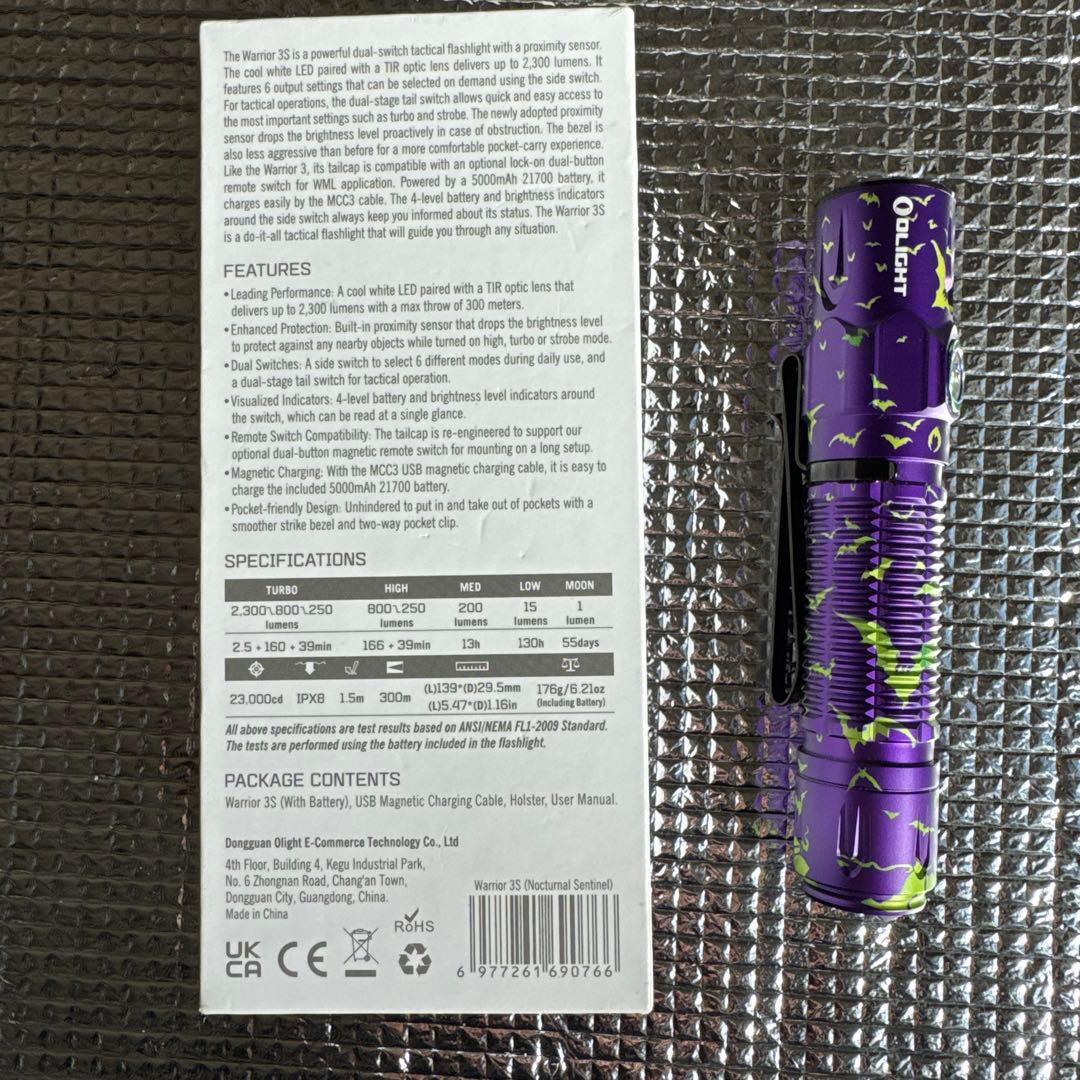 The Warrior 3S is a powerful dual-switch tactical flashlight with a proximity sensor.
The cool white LED paired with a TIR optic lens delivers up to 2,300 lumens. It
features 6 output settings that can be selected on demand using the side switch.
For tactical operations, the dual-stage tail switch allows quick and easy access to
the most important settings such as turbo and strobe. The newly adopted proximity
sensor drops the brightness level proactively in case of obstruction. The bezel is
also less aggressive than before for a more comfortable pocket-carry experience.
Like the Warrior 3, its tailcap is compatible with an optional lock-on dual-button
remote switch for WML application. Powered by a 5000mAh 21700 battery, it
charges easily by the MCC3 cable. The 4-level battery and brightness indicators
around the side switch always keep you informed about its status. The Warrior 3S
is a do-it-all tactical flashlight that will guide you through any situation.
FEATURES
• Leading Performance: A cool white LED paired with a TIR optic lens that
delivers up to 2,300 lumens with a max throw of 300 meters.
• Enhanced Protection: Built-in proximity sensor that drops the brightness level
to protect against any nearby objects while turned on high, turbo or strobe mode.
• Dual Switches: A side switch to select 6 different modes during daily use, and
a dual-stage tail switch for tactical operation.
• Visualized Indicators: 4-level battery and brightness level indicators around
the switch, which can be read at a single glance.
• Remote Switch Compatibility: The tailcap is re-engineered to support our
optional dual-button magnetic remote switch for mounting on a long setup.
• Magnetic Charging: With the MCC3 USB magnetic charging cable, it is easy to
charge the included 5000mAh 21700 battery.
• Pocket-friendly Design: Unhindered to put in and take out of pockets with a
smoother strike bezel and two-way pocket clip.
SPECIFICATIONS
TURBO HIGH MED LOW MOON
2,300↘800↘250 lumens 800↘250 lumens 200 lumens 15 lumens 1 lumen
2.5 + 160 + 39min 166 + 39min 13h 130h 55days
23,000cd IPX8 1.5m 300m (L)139*(D)29.5mm 176g/6.21oz
(L)5.47*(D)1.16in (Including Battery)
All above specifications are test results based on ANSI/NEMA FL1-2009 Standard.
The tests are performed using the battery included in the flashlight.
PACKAGE CONTENTS
Warrior 3S (With Battery), USB Magnetic Charging Cable, Holster, User Manual.
Dongguan Olight E-Commerce Technology Co., Ltd
4th Floor, Building 4, Kegu Industrial Park,
No. 6 Zhongnan Road, Chang'an Town,
Dongguan City, Guangdong, China.
Made in China
UK
CA
CE
RoHS
Warrior 3S (Nocturnal Sentinel)
6 977261 690766
OLIGHT